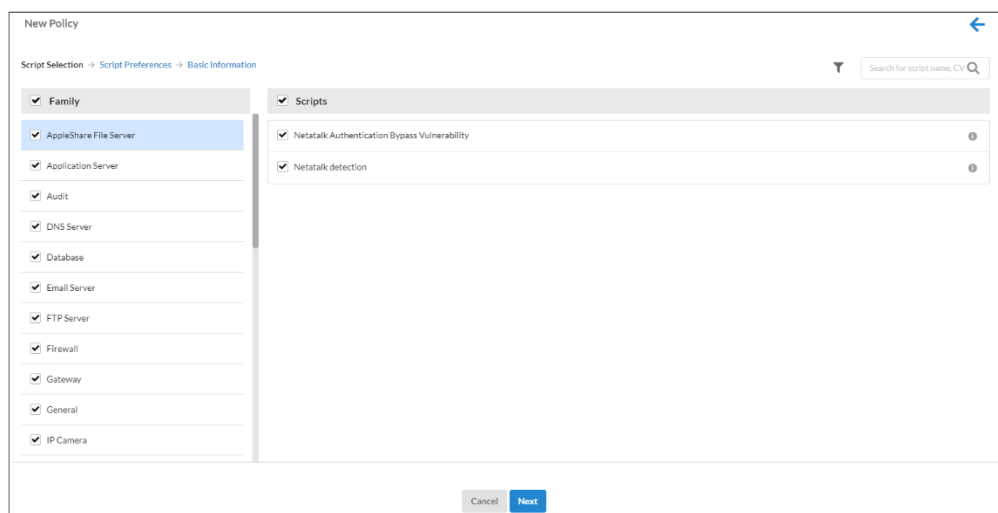 New Policy
Script Selection → Script Preferences → Basic Information
Search for script name, CV
Family
AppleShare File Server
Application Server
Audit
DNS Server
Database
Email Server
FTP Server
Firewall
Gateway
General
IP Camera
Scripts
Netatalk Authentication Bypass Vulnerability
Netatalk detection
Cancel
Next